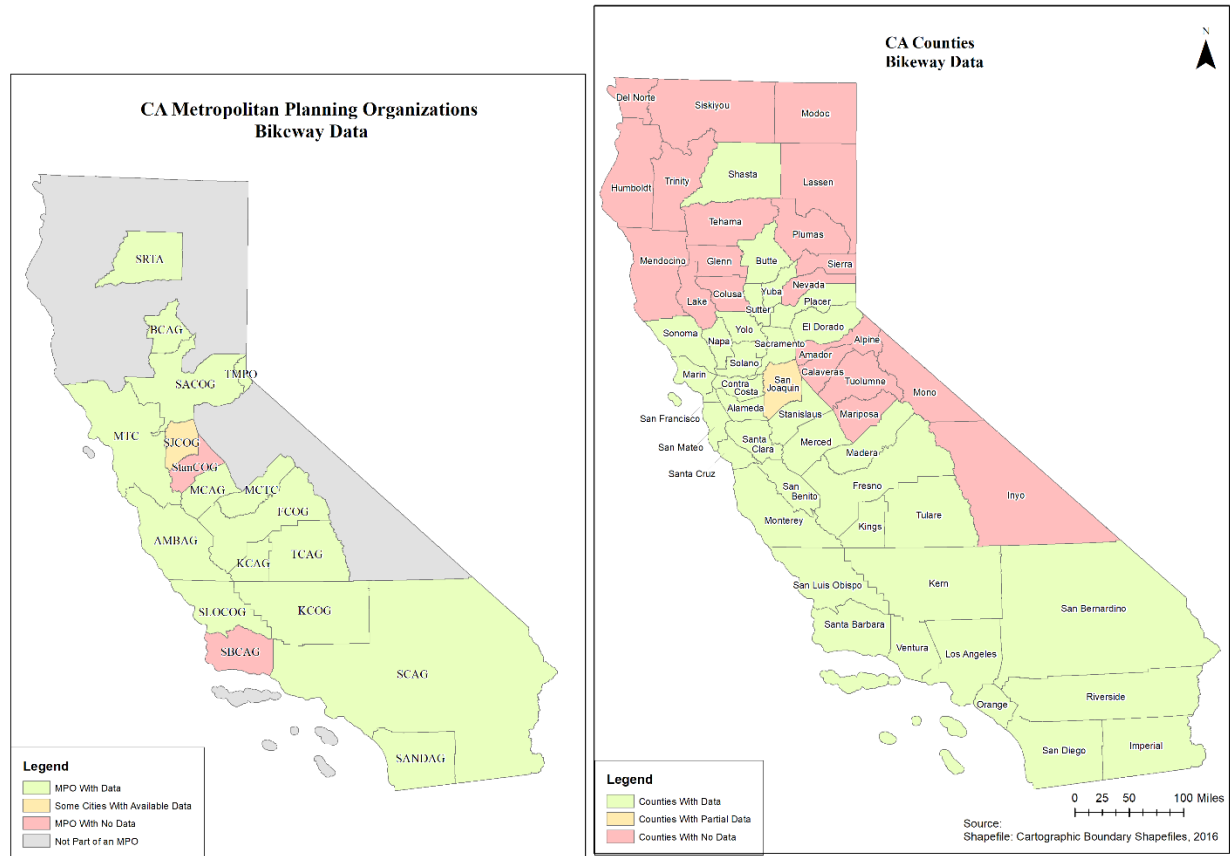 CA Metropolitan Planning Organizations
Bikeway Data
SRTA
BCAG
TMPO
SACOG
MTC
SJCOG
StanCOG
MCAG
MCTC
FCOG
AMBAG
TCAG
KCAG
SLOCOG
KCOG
SBCAG
SCAG
SANDAG
Legend
MPO With Data
Some Cities With Available Data
MPO With No Data
Not Part of an MPO
CA Counties
Bikeway Data
N
Del Norte
Siskiyou
Modoc
Shasta
Trinity
Humboldt
Lassen
Tehama
Plumas
Mendocino
Glenn
Butte
Sierra
Nevada
Colusa
Yuba
Lake
Placer
Sutter
El Dorado
Sonoma
Yolo
Napa
Sacramento
Alpine
Amador
Solano
Calaveras
Marin
San
Joaquin
Tuolumne
Mono
Contra
Costa
Alameda
Stanislaus
Mariposa
San Francisco
San Mateo
Santa
Clara
Merced
Madera
Santa Cruz
San
Benito
Fresno
Inyo
Monterey
Kings
Tulare
San Luis Obispo
Kern
San Bernardino
Santa Barbara
Ventura
Los Angeles
Orange
Riverside
San Diego
Imperial
Legend
Counties With Data
Counties With Partial Data
Counties With No Data
0 25 50 100 Miles
Source:
Shapefile: Cartographic Boundary Shapefiles, 2016